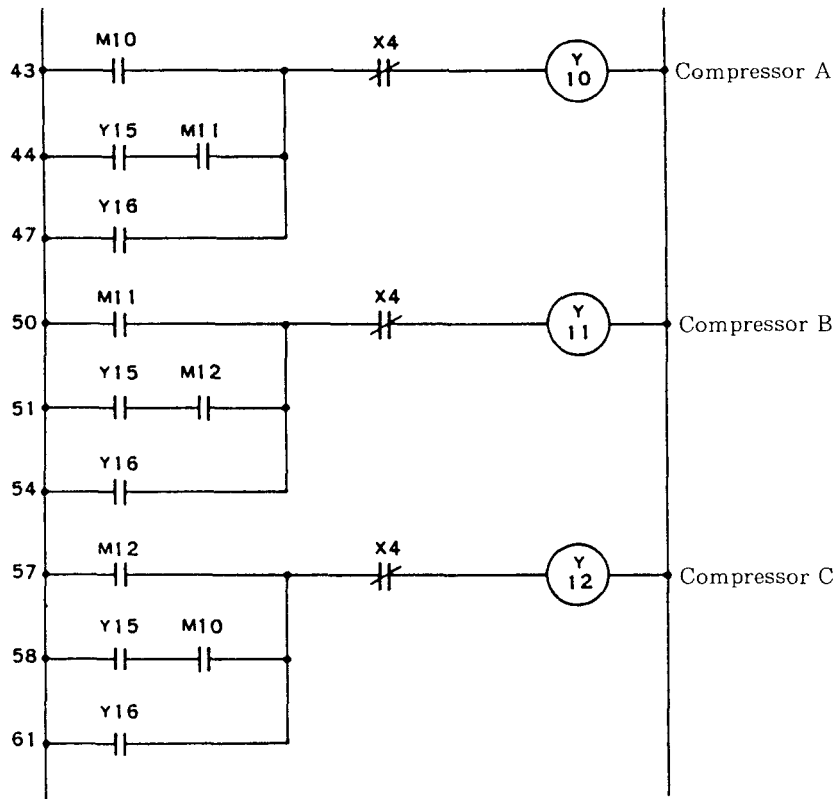 M10 X4
43 Y 10 Compressor A
Y15 M11
44
Y16
47
M11 X4
50 Y 11 Compressor B
Y15 M12
51
Y16
54
M12 X4
57 Y 12 Compressor C
Y15 M10
58
Y16
61